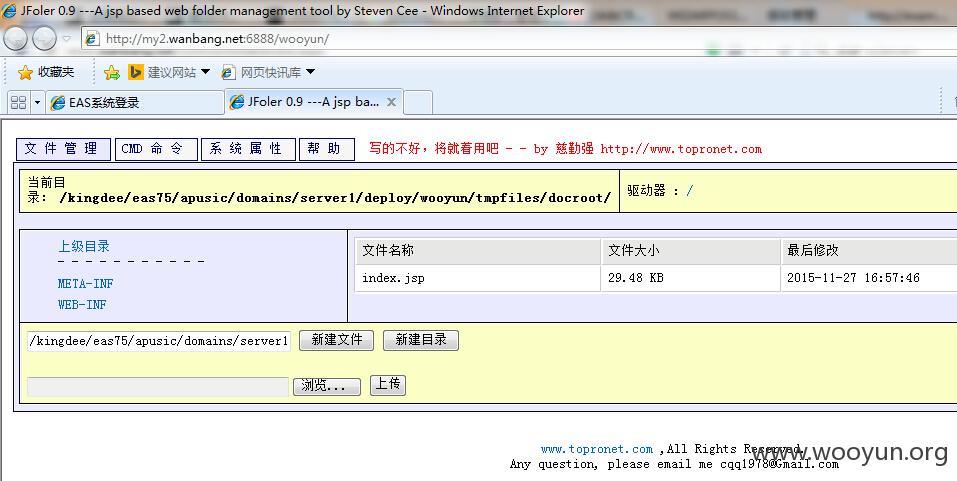 JFoler 0.9 ---A jsp based web folder management tool by Steven Cee - Windows Internet Explorer
http://my2.wanbang.net:6888/wooyun/
收藏夹 建议网站 网页快讯库
EAS系统登录 JFoler 0.9 ---A jsp ba... X
文 件 管 理 CMD 命 令 系 统 属 性 帮 助 写的不好，将就着用吧 - - by 慈勤强 http://www.topronet.com
当前目
录: /kingdee/eas75/apusic/domains/server1/deploy/wooyun/tmpfiles/docroot/
驱动器 : /
上级目录
- - - - - - - - - - -
META-INF
WEB-INF
文件名称 文件大小 最后修改
index.jsp 29.48 KB 2015-11-27 16:57:46
/kingdee/eas75/apusic/domains/server1 新建文件 新建目录
浏览... 上传
www.topronet.com ,All Rights Reserved.
Any question, please email me cqq1978@Gmail.com
www.wooyun.org